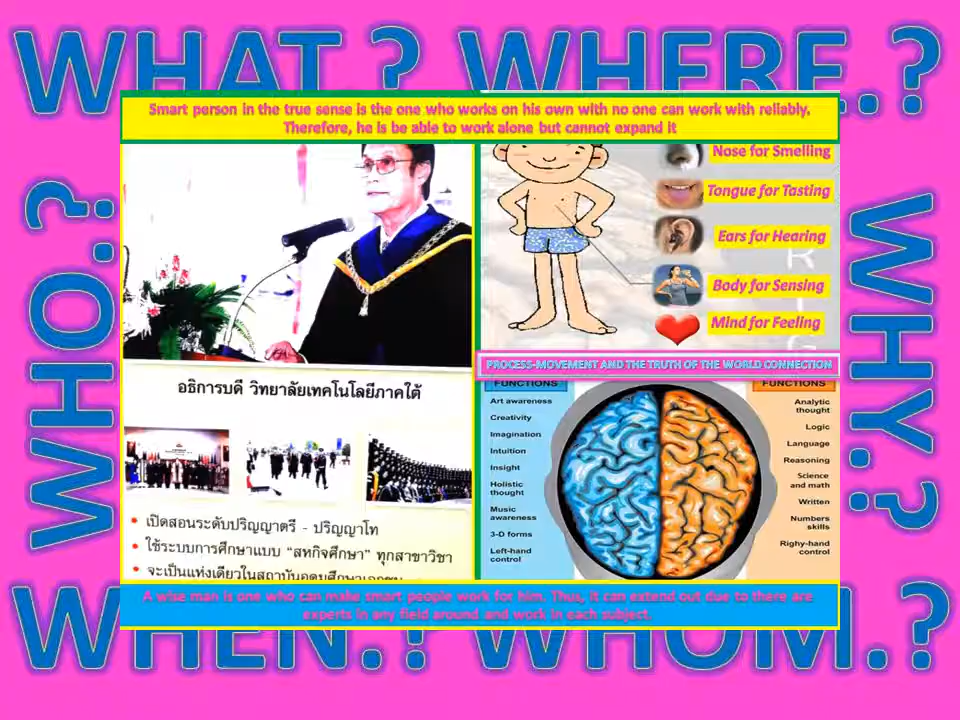 WHAT.? WHERE.?
Smart person in the true sense is the one who works on his own with no one can work with reliably.
Therefore, he is be able to work alone but cannot expand it
WHO.?
WHY.?
Nose for Smelling
Tongue for Tasting
Ears for Hearing
Body for Sensing
Mind for Feeling
PROCESS-MOVEMENT AND THE TRUTH OF THE WORLD CONNECTION
อธิการบดี วิทยาลัยเทคโนโลยีภาคใต้
• เปิดสอนระดับปริญญาตรี - ปริญญาโท
• ใช้ระบบการศึกษาแบบ “สหกิจศึกษา” ทุกสาขาวิชา
• จะเป็นแห่งเดียวในสถาบันอุดมศึกษาเอกชน
FUNCTIONS
Art awareness
Creativity
Imagination
Intuition
Insight
Holistic
thought
Music
awareness
3-D forms
Left-hand
control
FUNCTIONS
Analytic
thought
Logic
Language
Reasoning
Science
and math
Written
Numbers
skills
Righy-hand
control
A wise man is one who can make smart people work for him. Thus, it can extend out due to there are
experts in any field around and work in each subject.
WHEN.? WHOM.?